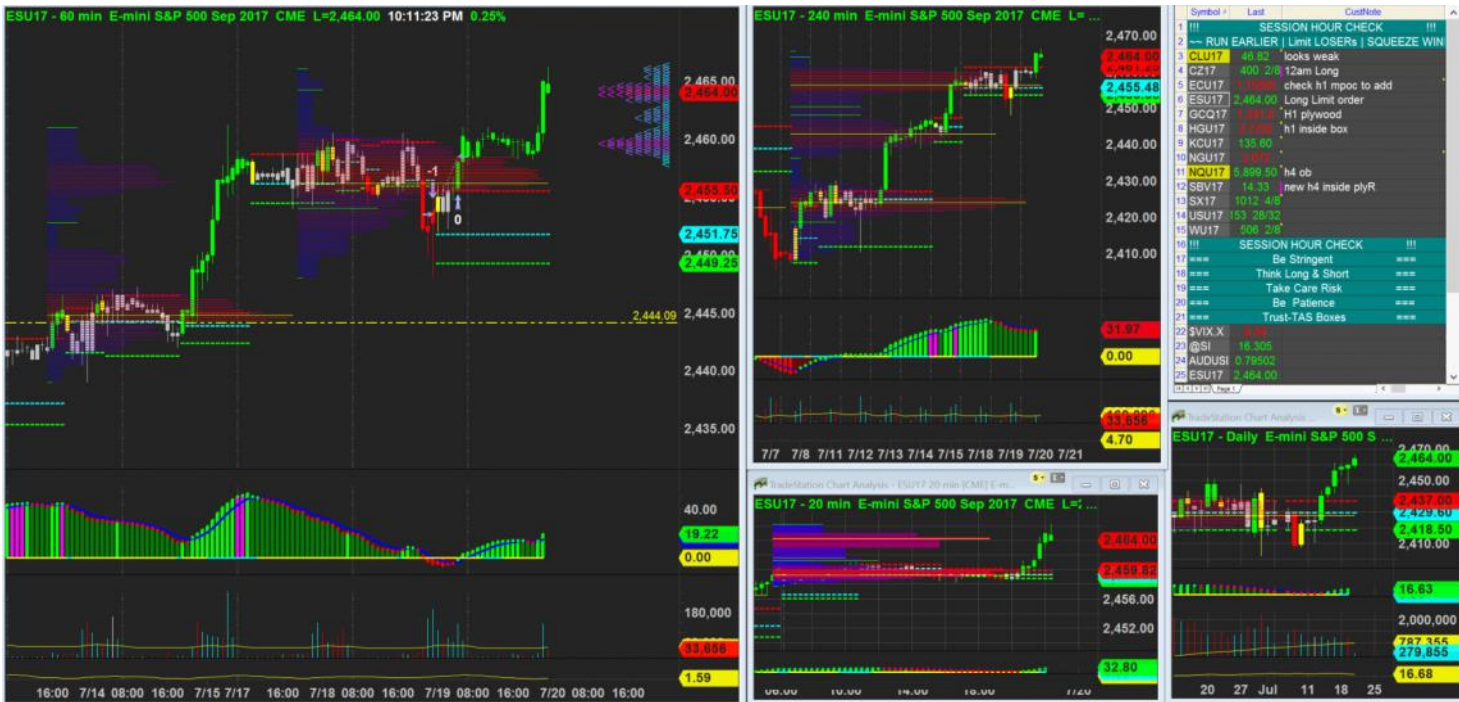 ESU17 - 60 min E-mini S&P 500 Sep 2017 CME L=2,464.00 10:11:23 PM 0.25%
2,465.00
2,464.00
2,460.00
2,455.50
-1
0
2,451.75
2,449.25
2,444.09
2,445.00
2,440.00
2,435.00
40.00
19.22
0.00
180,000
33,656
1.59
16:00 7/14 08:00 16:00 7/15 7/17 16:00 7/18 08:00 16:00 7/19 08:00 16:00 7/20 08:00 16:00
ESU17 - 240 min E-mini S&P 500 Sep 2017 CME L= ...
2,470.00
2,464.00
2,455.48
2,450.00
2,440.00
2,430.00
2,420.00
2,410.00
31.97
0.00
33,656
4.70
7/7 7/8 7/11 7/12 7/13 7/14 7/15 7/18 7/19 7/20 7/21
TradeStation Chart Analysis - ESU17 20 min [CME] E-m...
ESU17 - 20 min E-mini S&P 500 Sep 2017 CME
2,464.00
2,459.82
2,456.00
2,452.00
32.80
06:00 10:00 14:00 18:00 7/20
Symbol Last CustNote
1 !!! SESSION HOUR CHECK !!!
2 ~~ RUN EARLIER | Limit LOSERs | SQUEEZE WIN
3 CLU17 46.82 looks weak
4 CZ17 400 2/8 12am Long
5 ECU17 check h1 mpoc to add
6 ESU17 2,464.00 Long Limit order
7 GCQ17 H1 plywood
8 HGU17 h1 inside box
9 KCU17 135.60
10 NGU17
11 NQU17 5,899.50 h4 ob
12 SBV17 14.33 new h4 inside plyR
13 SX17 1012 4/8
14 USU17 153 28/32
15 WU17 506 2/8
16 !!! SESSION HOUR CHECK !!!
17 === Be Stringent ===
18 === Think Long & Short ===
19 === Take Care Risk ===
20 === Be Patience ===
21 === Trust-TAS Boxes ===
22 $VIX.X
23 @SI 16.305
24 AUDUSI 0.79502
25 ESU17 2,464.00
Page 1
TradeStation Chart Analysis ...
ESU17 - Daily E-mini S&P 500 S ...
2,470.00
2,464.00
2,450.00
2,437.00
2,429.60
2,418.50
2,410.00
16.63
2,000,000
787,355
279,855
16.68
20 27 Jul 11 18 25